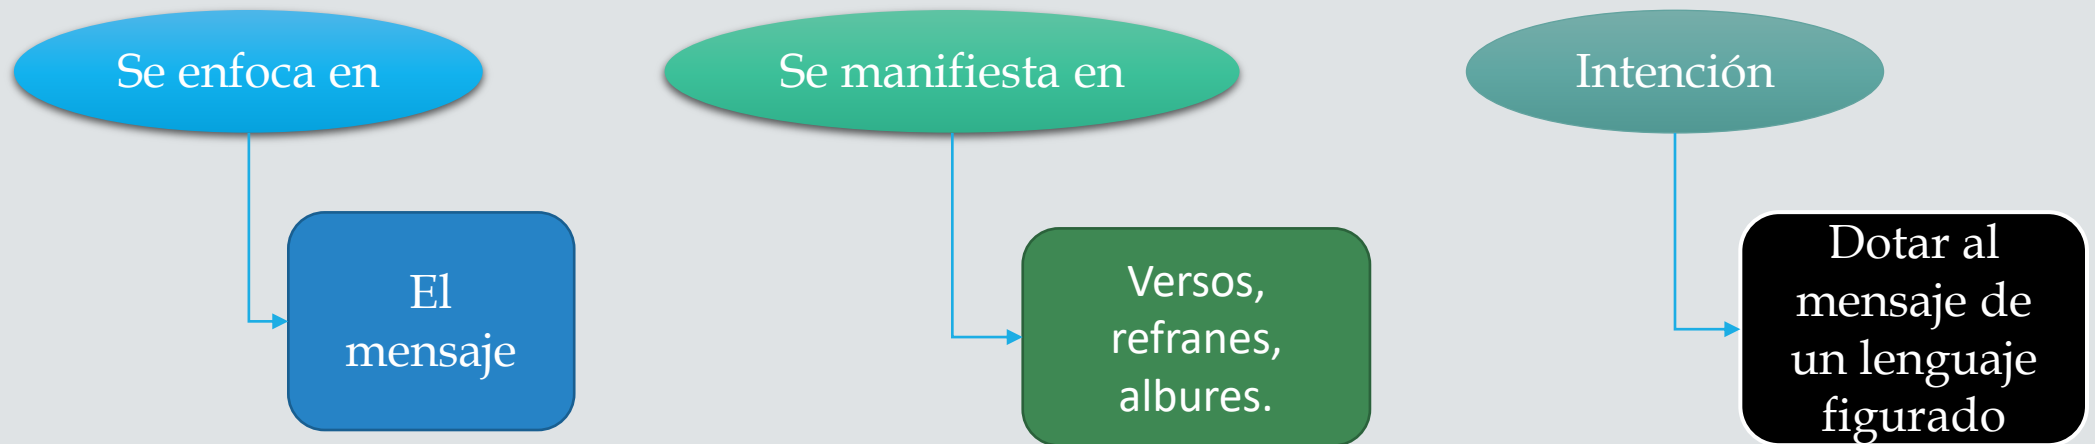 Se enfoca en
Se manifiesta en
Intención
El
mensaje
Versos,
refranes,
albures.
Dotar al
mensaje de
un lenguaje
figurado